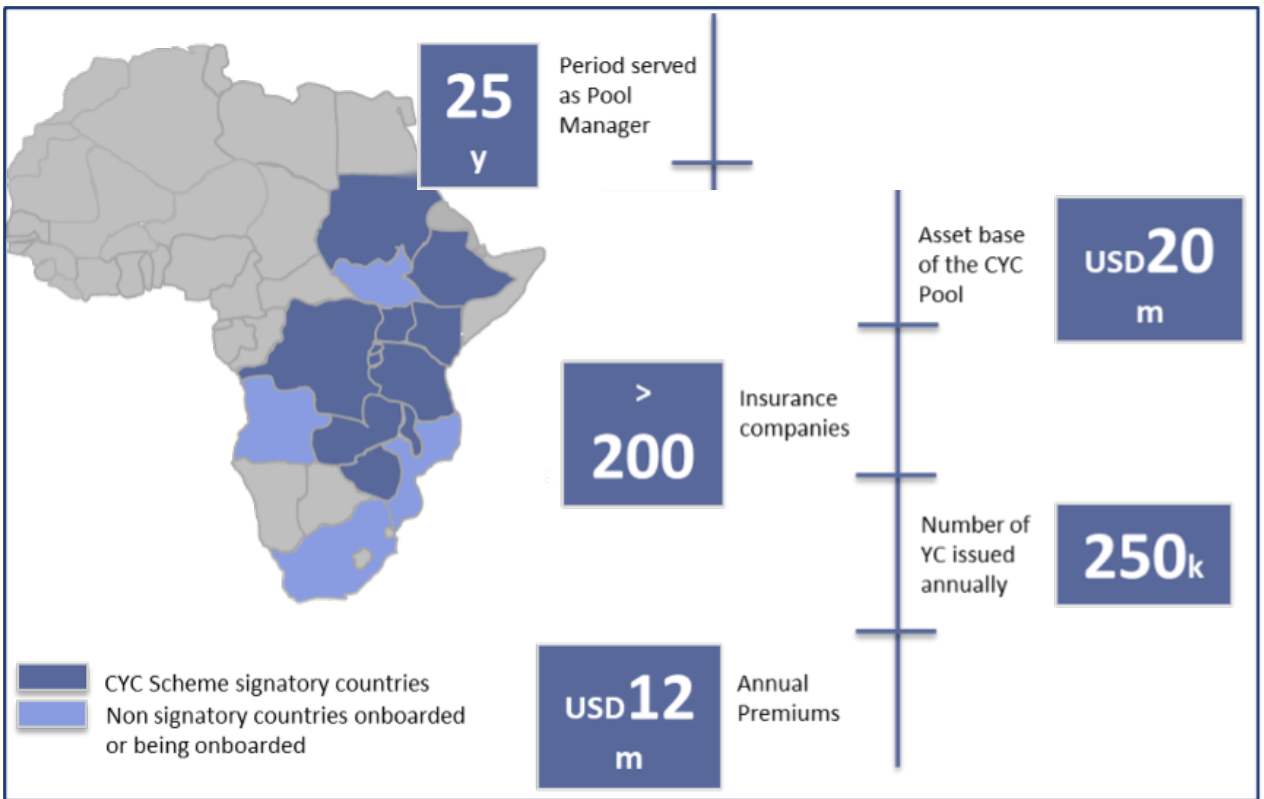 25
y
Period served
as Pool
Manager
Asset base
of the CYC
Pool
USD20
m
>
200
Insurance
companies
Number of
YC issued
annually
250k
USD12
m
Annual
Premiums
CYC Scheme signatory countries
Non signatory countries onboarded
or being onboarded